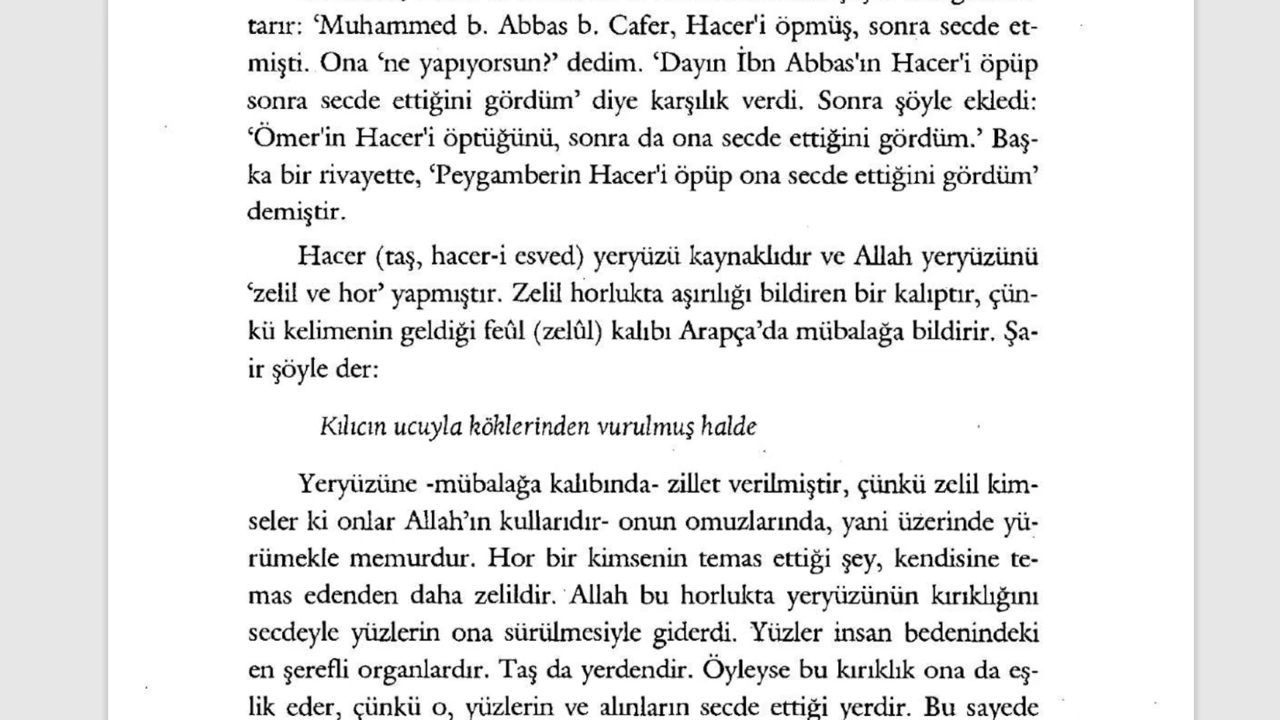 tarır: ‘Muhammed b. Abbas b. Cafer, Hacer'i öpmüş, sonra secde et-
mişti. Ona ‘ne yapıyorsun?’ dedim. ‘Dayın İbn Abbas'ın Hacer'i öpüp
sonra secde ettiğini gördüm’ diye karşılık verdi. Sonra şöyle ekledi:
‘Ömer'in Hacer'i öptüğünü, sonra da ona secde ettiğini gördüm.’ Baş-
ka bir rivayette, ‘Peygamberin Hacer'i öpüp ona secde ettiğini gördüm’
demiştir.
Hacer (taş, hacer-i esved) yeryüzü kaynaklıdır ve Allah yeryüzünü
‘zelil ve hor’ yapmıştır. Zelil horlukta aşırılığı bildiren bir kalıptır, çün-
kü kelimenin geldiği feûl (zelûl) kalıbı Arapça’da mübalağa bildirir. Şa-
ir şöyle der:
Kılıcın ucuyla köklerinden vurulmuş halde
Yeryüzüne -mübalağa kalıbında- zillet verilmiştir, çünkü zelil kim-
seler ki onlar Allah’ın kullarıdır- onun omuzlarında, yani üzerinde yü-
rümekle memurdur. Hor bir kimsenin temas ettiği şey, kendisine te-
mas edenden daha zelildir. Allah bu horlukta yeryüzünün kırıklığını
secdeyle yüzlerin ona sürülmesiyle giderdi. Yüzler insan bedenindeki
en şerefli organlardır. Taş da yerdendir. Öyleyse bu kırıklık ona da eş-
lik eder, çünkü o, yüzlerin ve alınların secde ettiği yerdir. Bu sayede